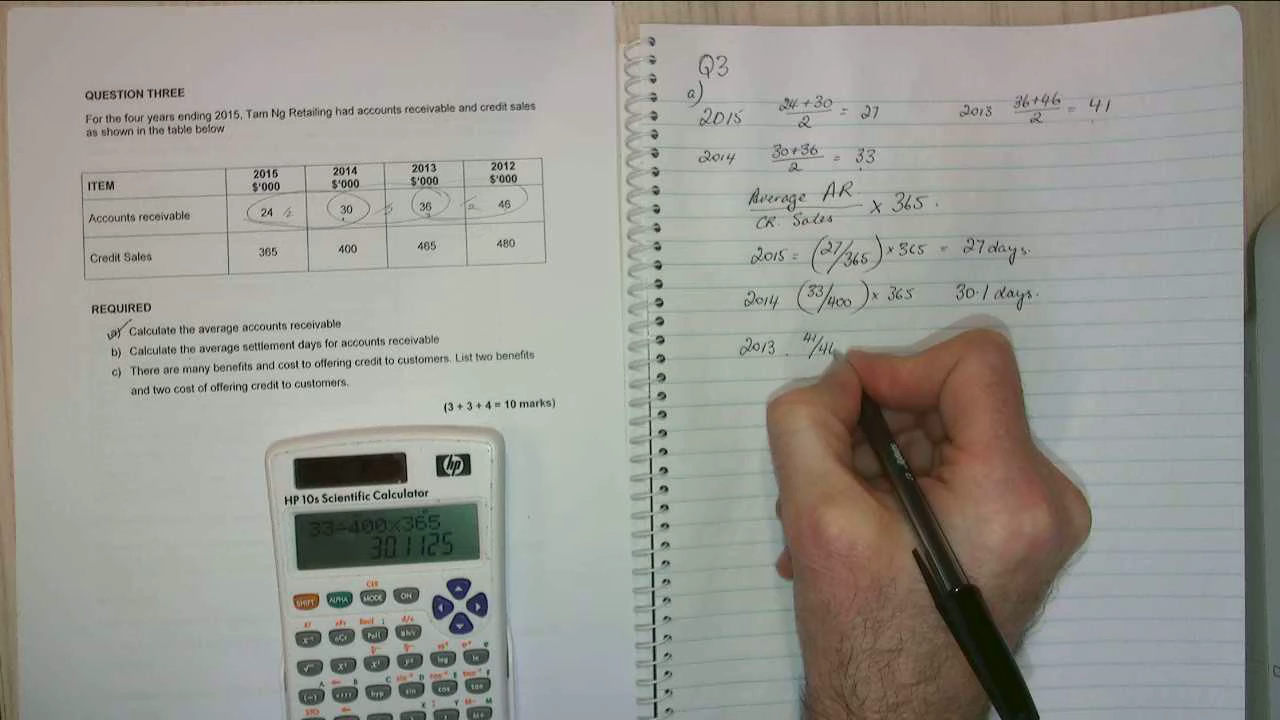 QUESTION THREE
For the four years ending 2015, Tam Ng Retailing had accounts receivable and credit sales
as shown in the table below
ITEM 2015 $'000 2014 $'000 2013 $'000 2012 $'000
Accounts receivable 24 30 36 46
Credit Sales 365 400 465 480
REQUIRED
a) Calculate the average accounts receivable
b) Calculate the average settlement days for accounts receivable
c) There are many benefits and cost to offering credit to customers. List two benefits
and two cost of offering credit to customers.
(3 + 3 + 4 = 10 marks)
hp
HP 10s Scientific Calculator
33÷400×365
30.1125
CLR
SHIFT ALPHA MODE ON
Q3
a)
2015 24+30/2 = 27 2013 36+46/2 = 41
2014 30+36/2 = 33
Average AR / CR. Sales × 365.
2015 = (27/365) × 365 = 27 days.
2014 (33/400) × 365 30.1 days.
2013. 41/46